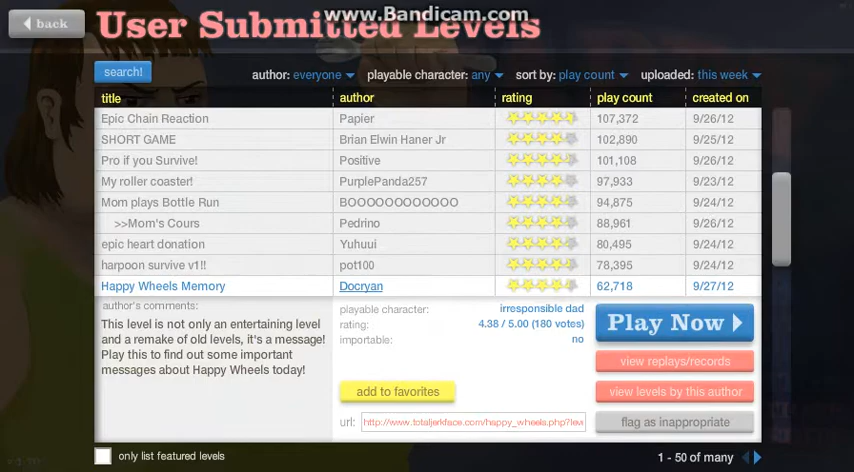 www.Bandicam.com
back
User Submitted Levels
search!
author: everyone playable character: any sort by: play count uploaded: this week
title author rating play count created on
Epic Chain Reaction Papier 107,372 9/26/12
SHORT GAME Brian Elwin Haner Jr 102,890 9/25/12
Pro if you Survive! Positive 101,108 9/26/12
My roller coaster! PurplePanda257 97,933 9/23/12
Mom plays Bottle Run BOOOOOOOOOOOO 94,875 9/24/12
>>Mom's Cours Pedrino 88,961 9/26/12
epic heart donation Yuhuui 80,495 9/24/12
harpoon survive v1!! pot100 78,395 9/24/12
Happy Wheels Memory Docryan 62,718 9/27/12
author's comments:
This level is not only an entertaining level
and a remake of old levels, it's a message!
Play this to find out some important
messages about Happy Wheels today!
playable character: irresponsible dad
rating: 4.38 / 5.00 (180 votes)
importable: no
add to favorites
url: http://www.totaljerkface.com/happy_wheels.php?leve
Play Now
view replays/records
view levels by this author
flag as inappropriate
only list featured levels
1 - 50 of many